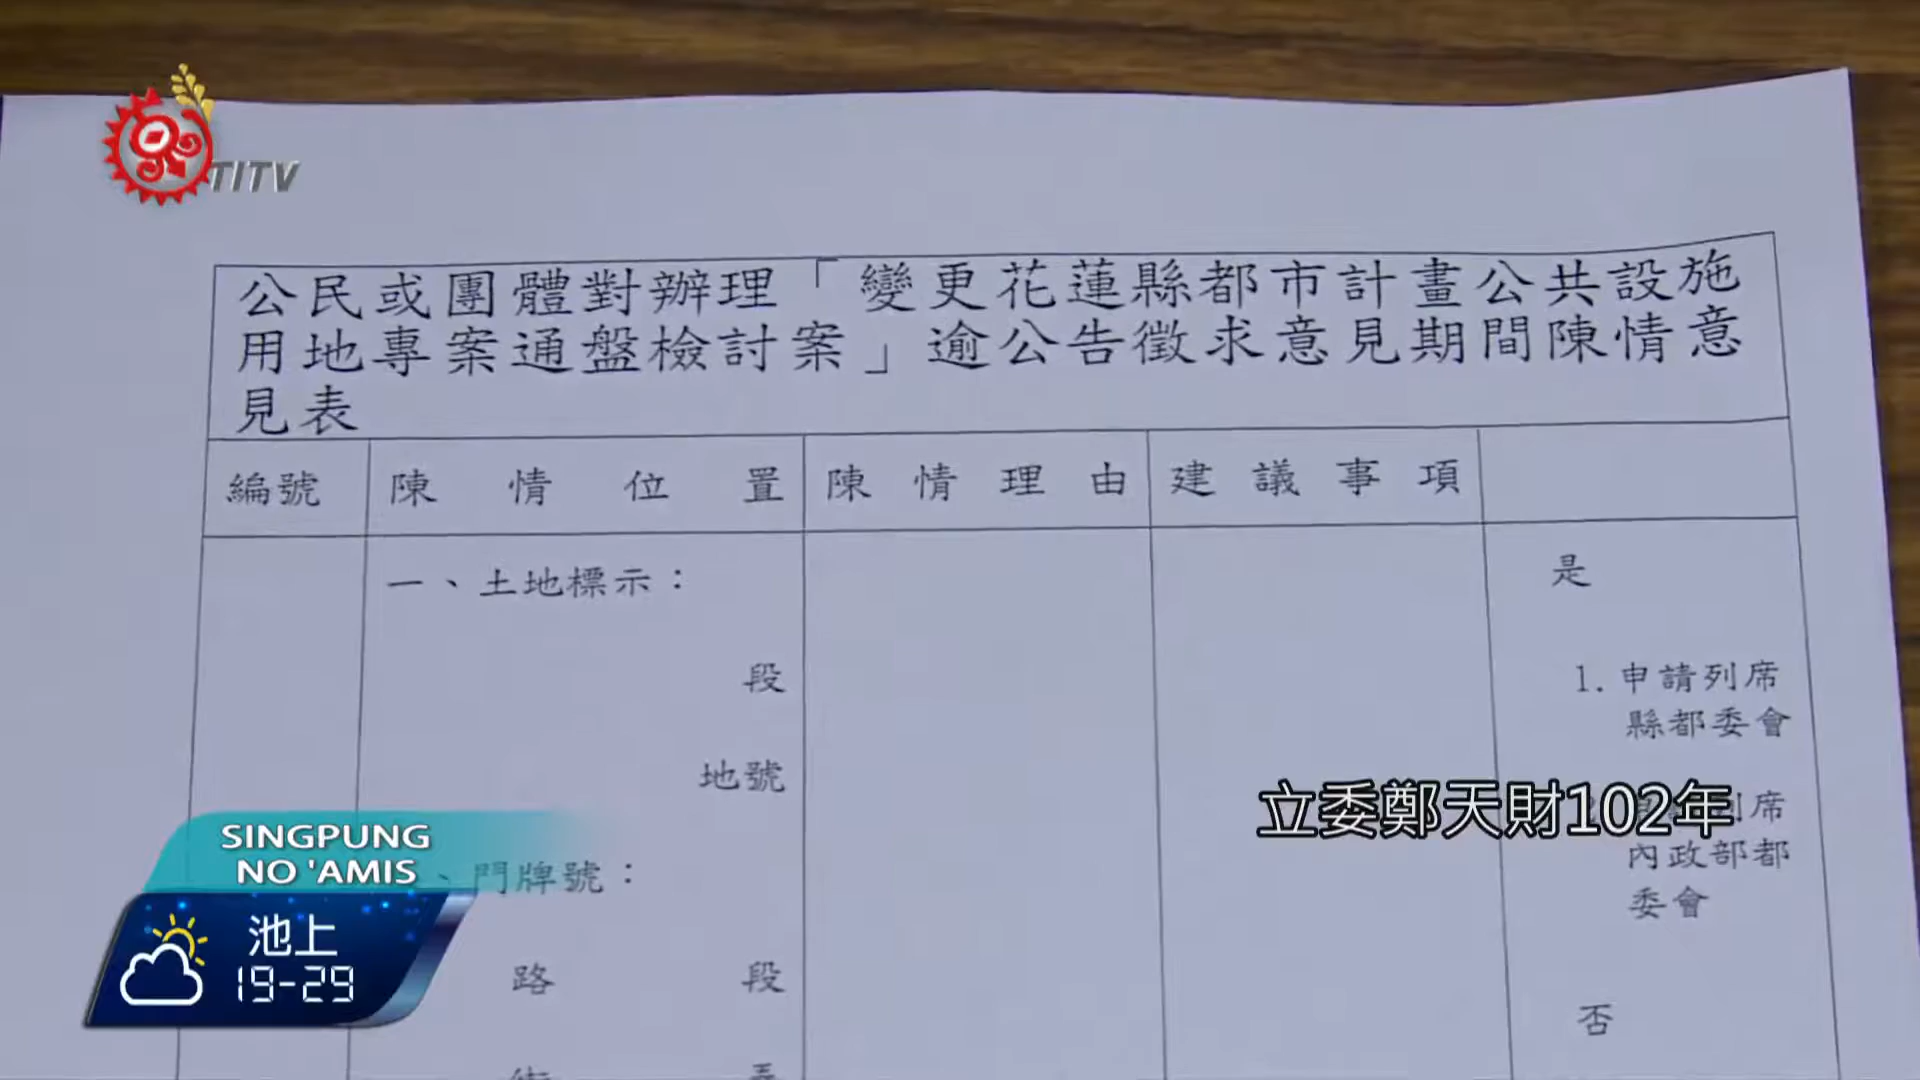 TITV
公民或團體對辦理「變更花蓮縣都市計畫公共設施
用地專案通盤檢討案」逾公告徵求意見期間陳情意
見表
編號 陳情位置 陳情理由 建議事項
一、土地標示：
是
段
1.申請列席
縣都委會
地號
立委鄭天財102年
列席
內政部都
委會
SINGPUNG
NO 'AMIS
、門牌號：
池上
19-29
路 段
否